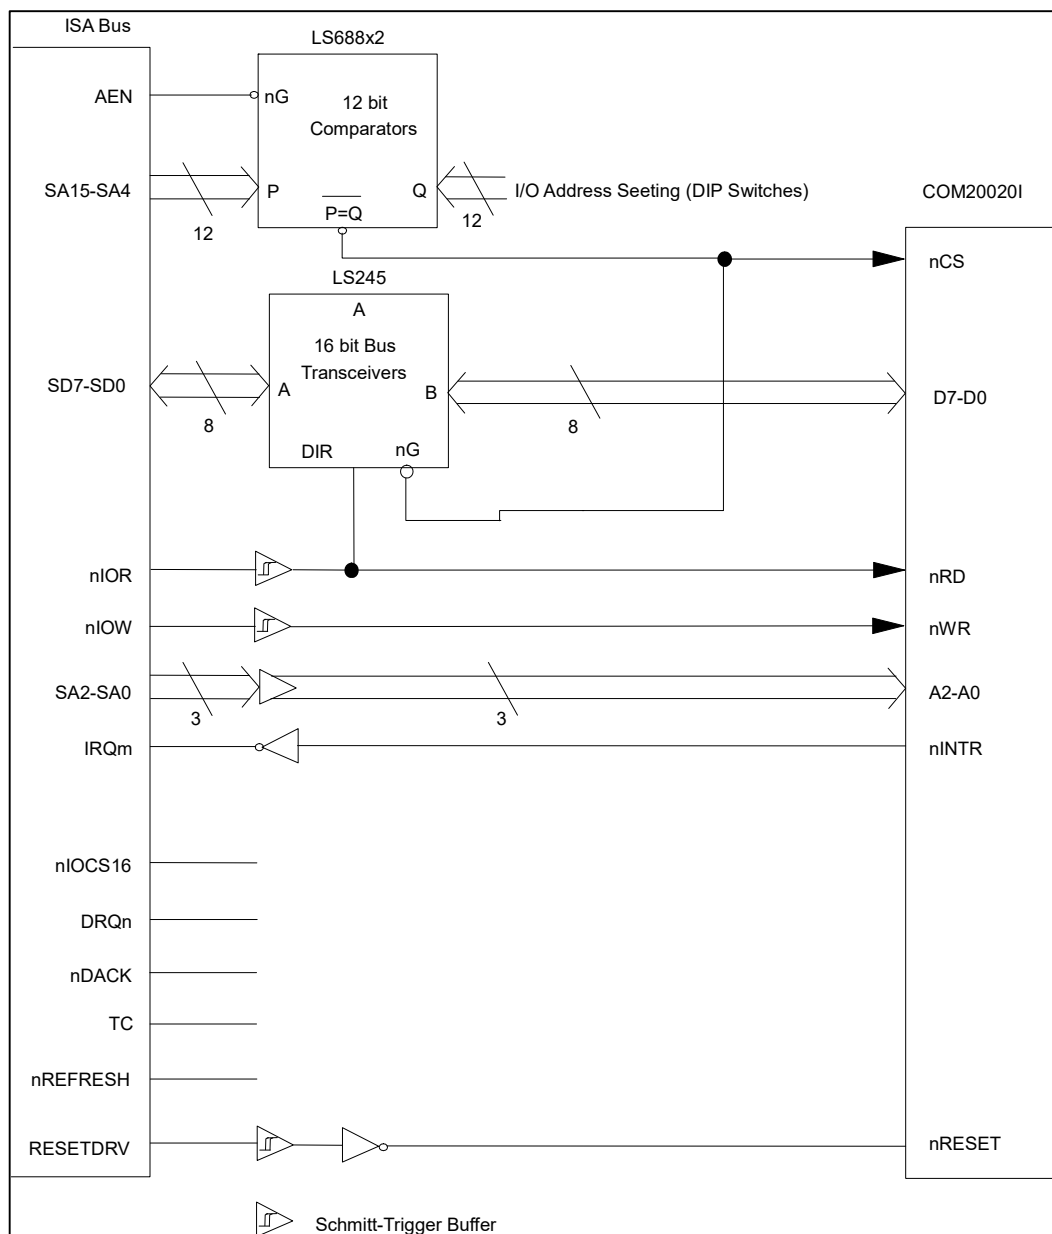 ISA Bus
LS688x2
AEN
nG
12 bit
Comparators
SA15-SA4
P
Q
I/O Address Seeting (DIP Switches)
COM20020I
12
P=Q
12
nCS
LS245
A
16 bit Bus
Transceivers
SD7-SD0
A
B
D7-D0
8
8
DIR
nG
nIOR
nRD
nIOW
nWR
SA2-SA0
A2-A0
3
3
IRQm
nINTR
nIOCS16
DRQn
nDACK
TC
nREFRESH
RESETDRV
nRESET
Schmitt-Trigger Buffer